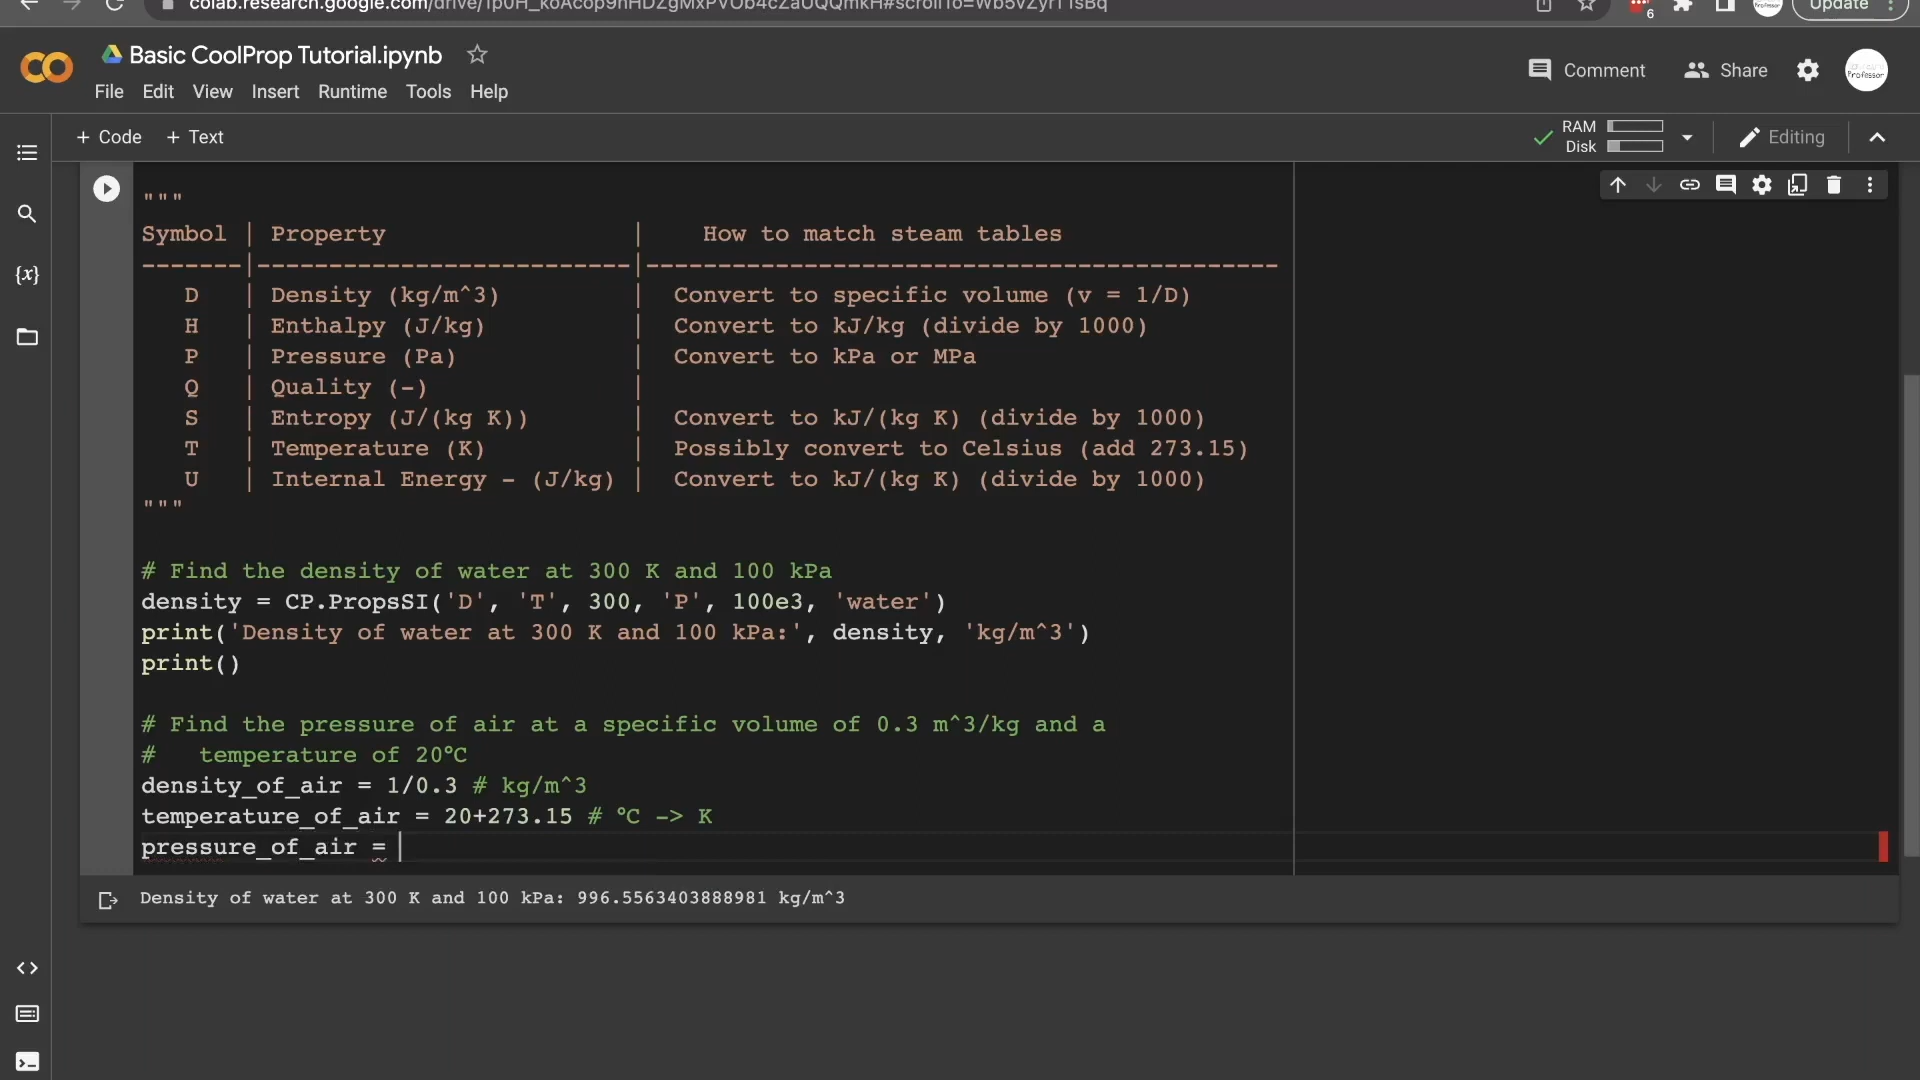 Update
6
Basic CoolProp Tutorial.ipynb
Comment
Share
Professor
File Edit View Insert Runtime Tools Help
+ Code + Text
RAM
Disk
Editing
{x}
"""
Symbol | Property | How to match steam tables
-------|--------------------------|--------------------------------------------
D | Density (kg/m^3) | Convert to specific volume (v = 1/D)
H | Enthalpy (J/kg) | Convert to kJ/kg (divide by 1000)
P | Pressure (Pa) | Convert to kPa or MPa
Q | Quality (-) |
S | Entropy (J/(kg K)) | Convert to kJ/(kg K) (divide by 1000)
T | Temperature (K) | Possibly convert to Celsius (add 273.15)
U | Internal Energy - (J/kg) | Convert to kJ/(kg K) (divide by 1000)
"""
# Find the density of water at 300 K and 100 kPa
density = CP.PropsSI('D', 'T', 300, 'P', 100e3, 'water')
print('Density of water at 300 K and 100 kPa:', density, 'kg/m^3')
print()
# Find the pressure of air at a specific volume of 0.3 m^3/kg and a
# temperature of 20°C
density_of_air = 1/0.3 # kg/m^3
temperature_of_air = 20+273.15 # °C -> K
pressure_of_air =
Density of water at 300 K and 100 kPa: 996.5563403888981 kg/m^3